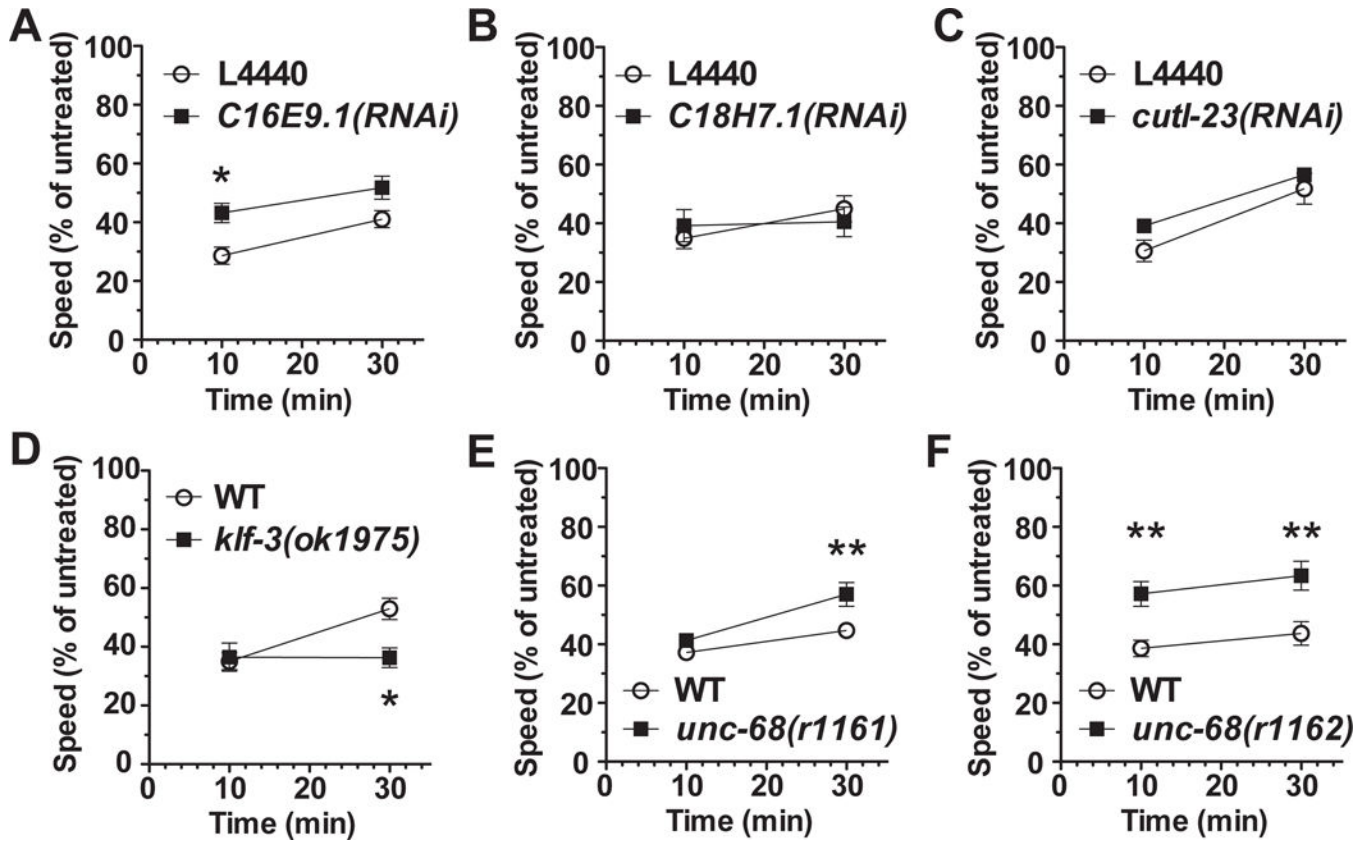 A
Speed (% of untreated)
100
80
60
40
20
0
L4440
C16E9.1(RNAi)
*
0 10 20 30
Time (min)
B
Speed (% of untreated)
100
80
60
40
20
0
L4440
C18H7.1(RNAi)
0 10 20 30
Time (min)
C
Speed (% of untreated)
100
80
60
40
20
0
L4440
cutl-23(RNAi)
0 10 20 30
Time (min)
D
Speed (% of untreated)
100
80
60
40
20
0
WT
klf-3(ok1975)
*
0 10 20 30
Time (min)
E
Speed (% of untreated)
100
80
60
40
20
0
**
WT
unc-68(r1161)
0 10 20 30
Time (min)
F
Speed (% of untreated)
100
80
60
40
20
0
** **
WT
unc-68(r1162)
0 10 20 30
Time (min)